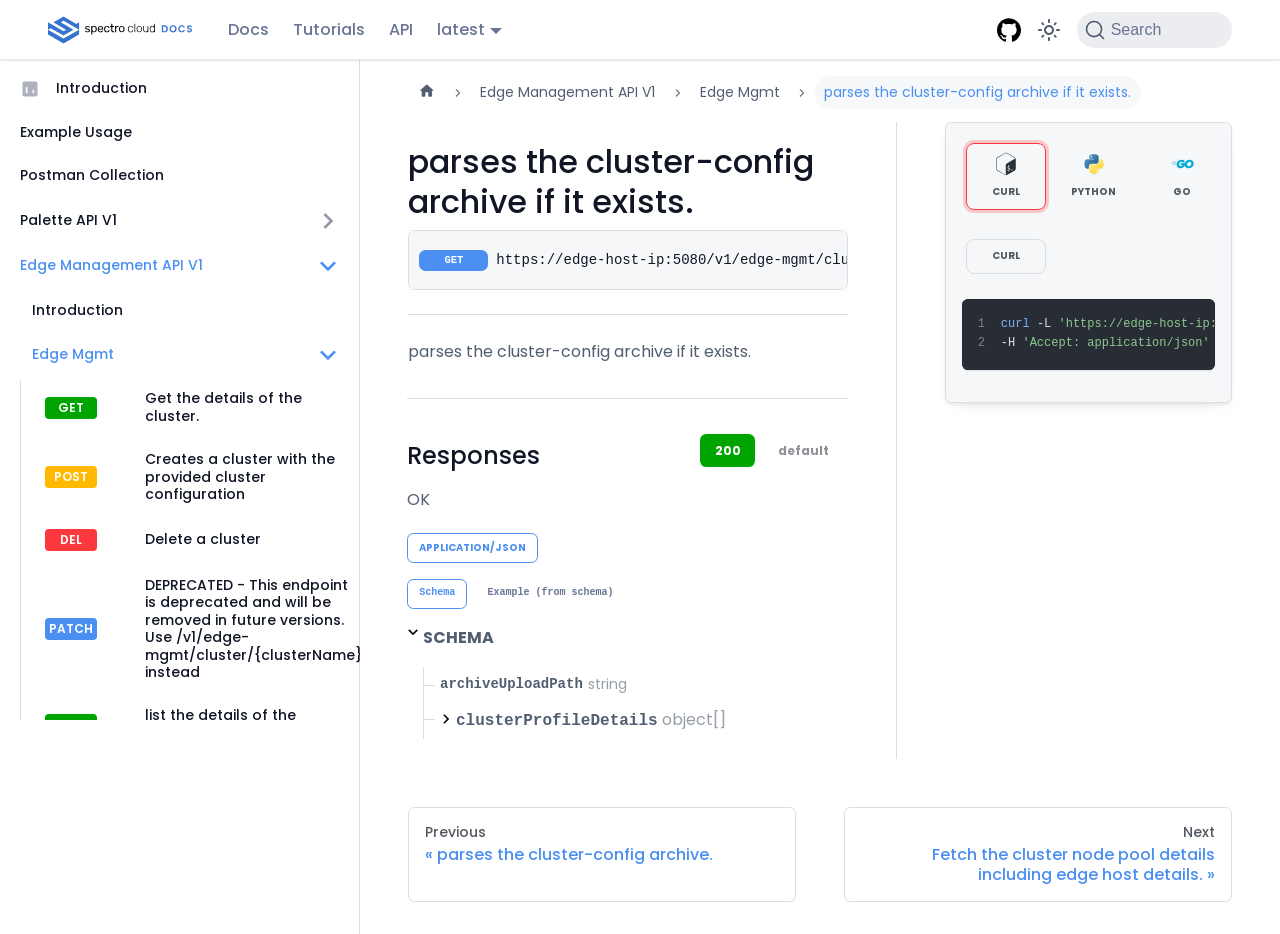 spectro cloud DOCS
Docs
Tutorials
API
latest
Search
Introduction
Example Usage
Postman Collection
Palette API V1
Edge Management API V1
Introduction
Edge Mgmt
GET
Get the details of the
cluster.
POST
Creates a cluster with the
provided cluster
configuration
DEL
Delete a cluster
PATCH
DEPRECATED - This endpoint
is deprecated and will be
removed in future versions.
Use /v1/edge-
mgmt/cluster/{clusterName}
instead
list the details of the
Edge Management API V1
Edge Mgmt
parses the cluster-config archive if it exists.
parses the cluster-config
archive if it exists.
GET
https://edge-host-ip:5080/v1/edge-mgmt/clu
parses the cluster-config archive if it exists.
Responses
200
default
OK
APPLICATION/JSON
Schema
Example (from schema)
SCHEMA
archiveUploadPath string
clusterProfileDetails object[]
CURL
PYTHON
GO
CURL
1 curl -L 'https://edge-host-ip:
2 -H 'Accept: application/json'
Previous
« parses the cluster-config archive.
Next
Fetch the cluster node pool details
including edge host details. »